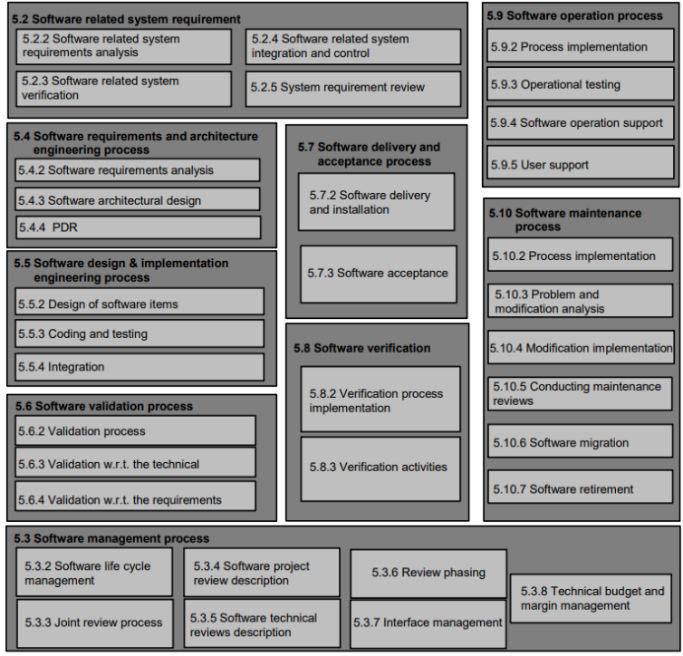 5.2 Software related system requirement
5.2.2 Software related system
requirements analysis
5.2.4 Software related system
integration and control
5.2.3 Software related system
verification
5.2.5 System requirement review
5.9 Software operation process
5.9.2 Process implementation
5.9.3 Operational testing
5.9.4 Software operation support
5.9.5 User support
5.4 Software requirements and architecture
engineering process
5.4.2 Software requirements analysis
5.4.3 Software architectural design
5.4.4 PDR
5.7 Software delivery and
acceptance process
5.7.2 Software delivery
and installation
5.7.3 Software acceptance
5.10 Software maintenance
process
5.10.2 Process implementation
5.10.3 Problem and
modification analysis
5.10.4 Modification implementation
5.10.5 Conducting maintenance
reviews
5.10.6 Software migration
5.10.7 Software retirement
5.5 Software design & implementation
engineering process
5.5.2 Design of software items
5.5.3 Coding and testing
5.5.4 Integration
5.8 Software verification
5.8.2 Verification process
implementation
5.8.3 Verification activities
5.6 Software validation process
5.6.2 Validation process
5.6.3 Validation w.r.t. the technical
5.6.4 Validation w.r.t. the requirements
5.3 Software management process
5.3.2 Software life cycle
management
5.3.4 Software project
review description
5.3.6 Review phasing
5.3.8 Technical budget and
margin management
5.3.3 Joint review process
5.3.5 Software technical
reviews description
5.3.7 Interface management